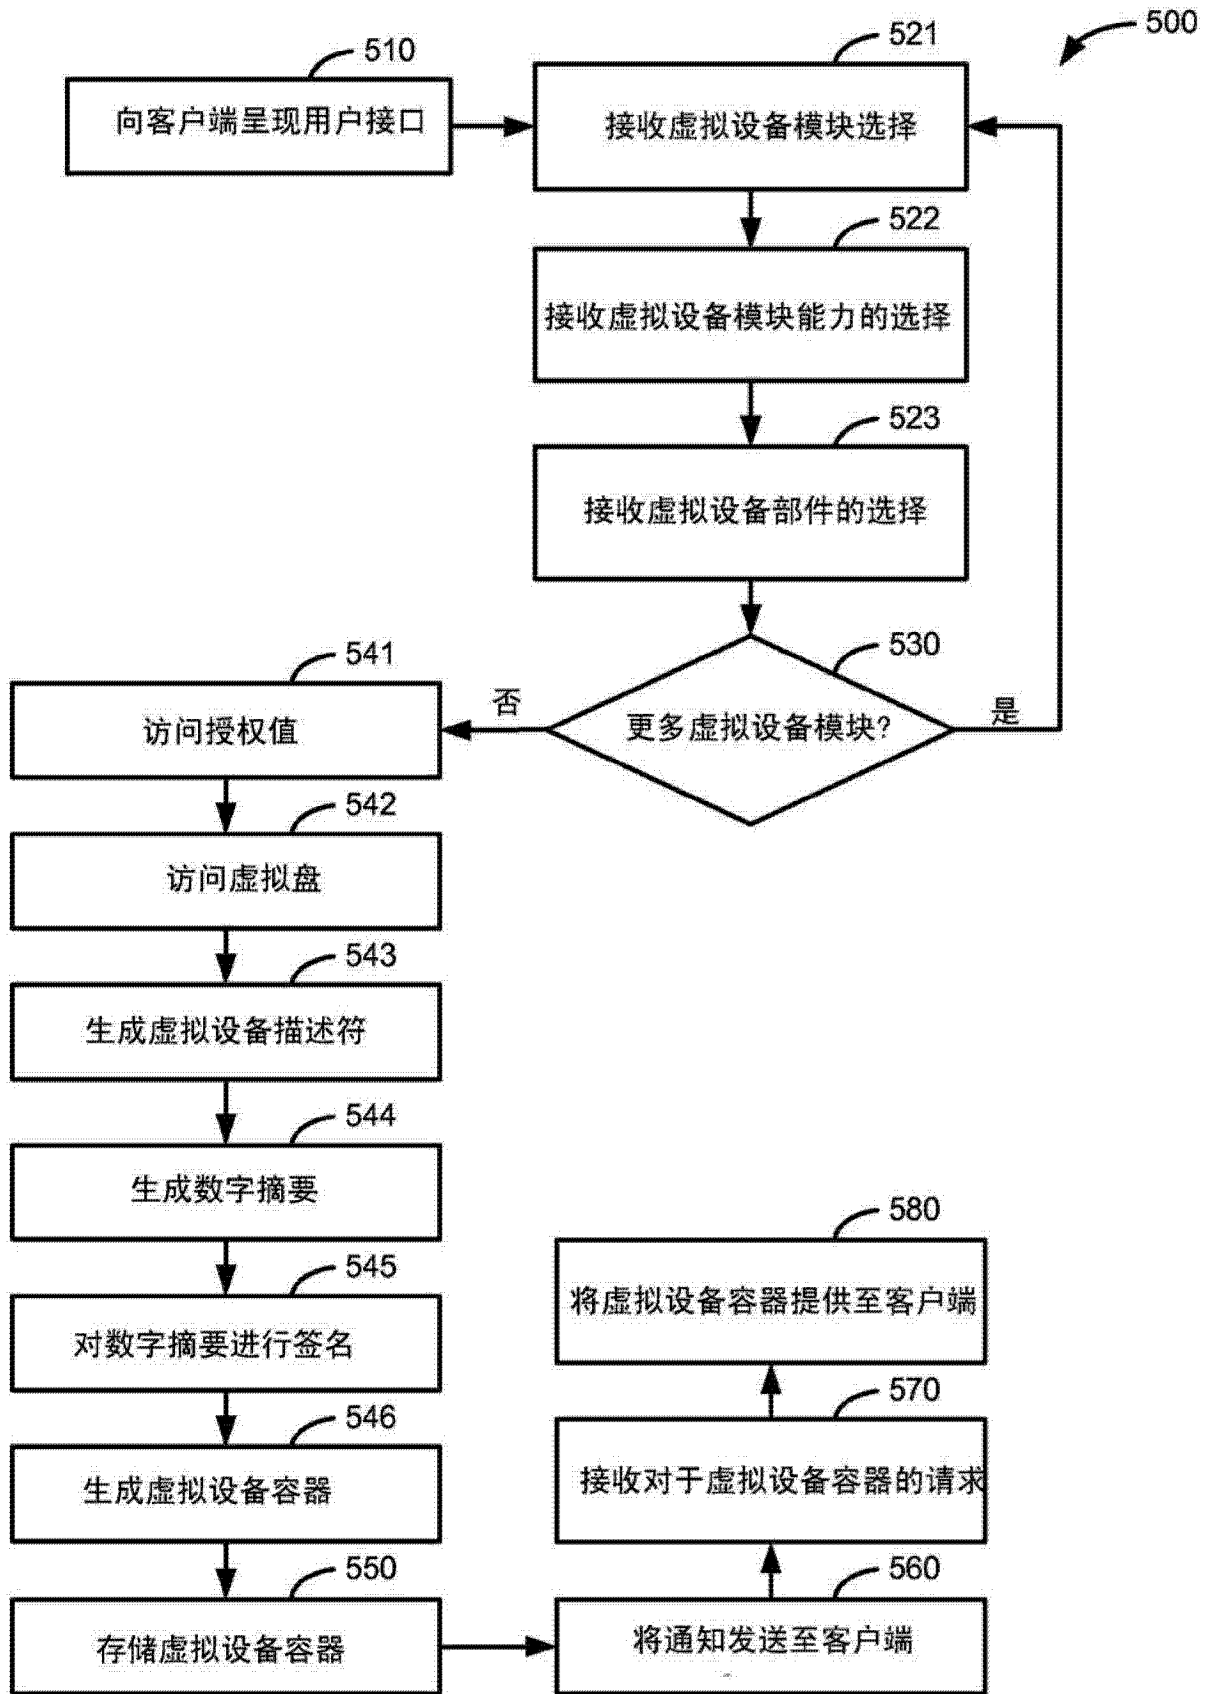 500
510
向客户端呈现用户接口
521
接收虚拟设备模块选择
522
接收虚拟设备模块能力的选择
523
接收虚拟设备部件的选择
530
更多虚拟设备模块?
是
否
541
访问授权值
542
访问虚拟盘
543
生成虚拟设备描述符
544
生成数字摘要
545
对数字摘要进行签名
546
生成虚拟设备容器
550
存储虚拟设备容器
560
将通知发送至客户端
570
接收对于虚拟设备容器的请求
580
将虚拟设备容器提供至客户端